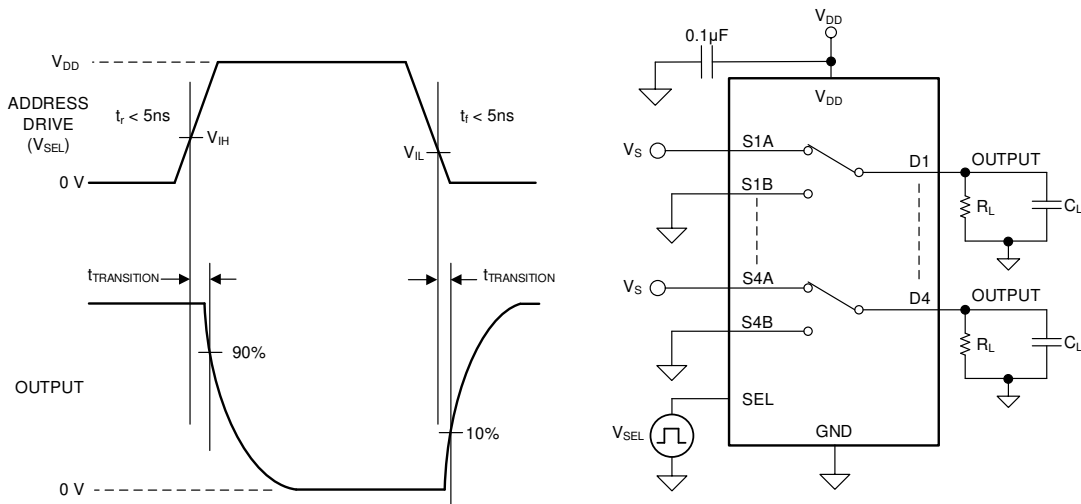 V_DD
ADDRESS
DRIVE
(V_SEL)
t_r < 5ns
V_IH
t_f < 5ns
V_IL
0 V
t_TRANSITION
t_TRANSITION
90%
OUTPUT
10%
0 V
V_DD
0.1µF
V_DD
V_S
S1A
D1
OUTPUT
S1B
R_L
C_L
V_S
S4A
D4
OUTPUT
S4B
R_L
C_L
SEL
V_SEL
GND